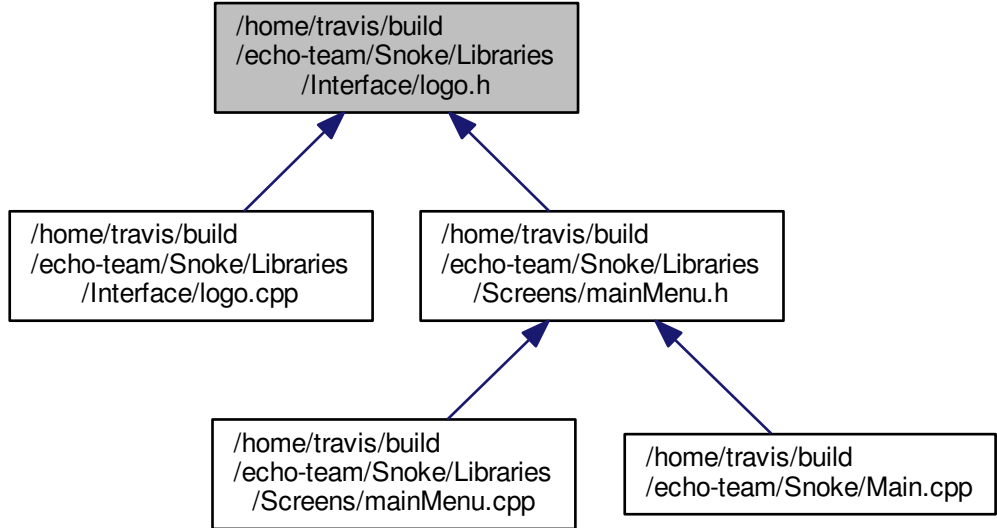 /home/travis/build
/echo-team/Snoke/Libraries
/Interface/logo.h
/home/travis/build
/echo-team/Snoke/Libraries
/Interface/logo.cpp
/home/travis/build
/echo-team/Snoke/Libraries
/Screens/mainMenu.h
/home/travis/build
/echo-team/Snoke/Libraries
/Screens/mainMenu.cpp
/home/travis/build
/echo-team/Snoke/Main.cpp